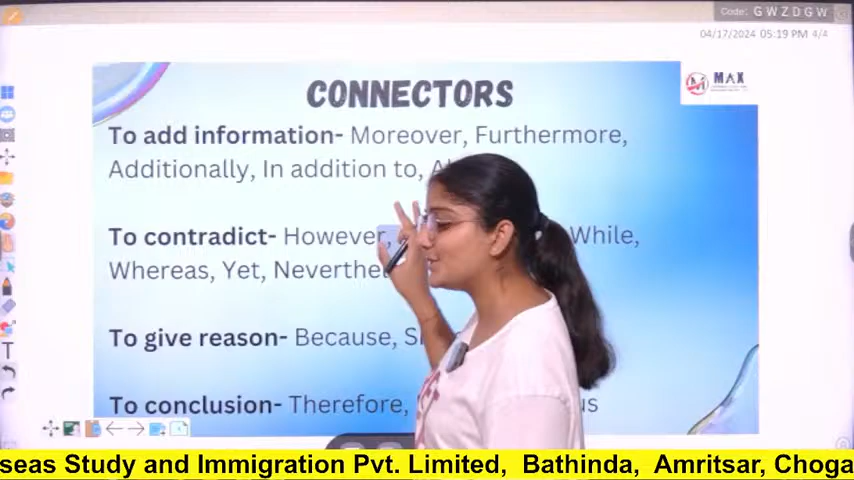 Code: G W Z D G W
04/17/2024 05:19 PM 4/4
MAX
CONNECTORS
To add information- Moreover, Furthermore,
Additionally, In addition to,
To contradict- However, While,
Whereas, Yet,
To give reason- Because,
To conclusion- Therefore,
seas Study and Immigration Pvt. Limited, Bathinda, Amritsar, Choga